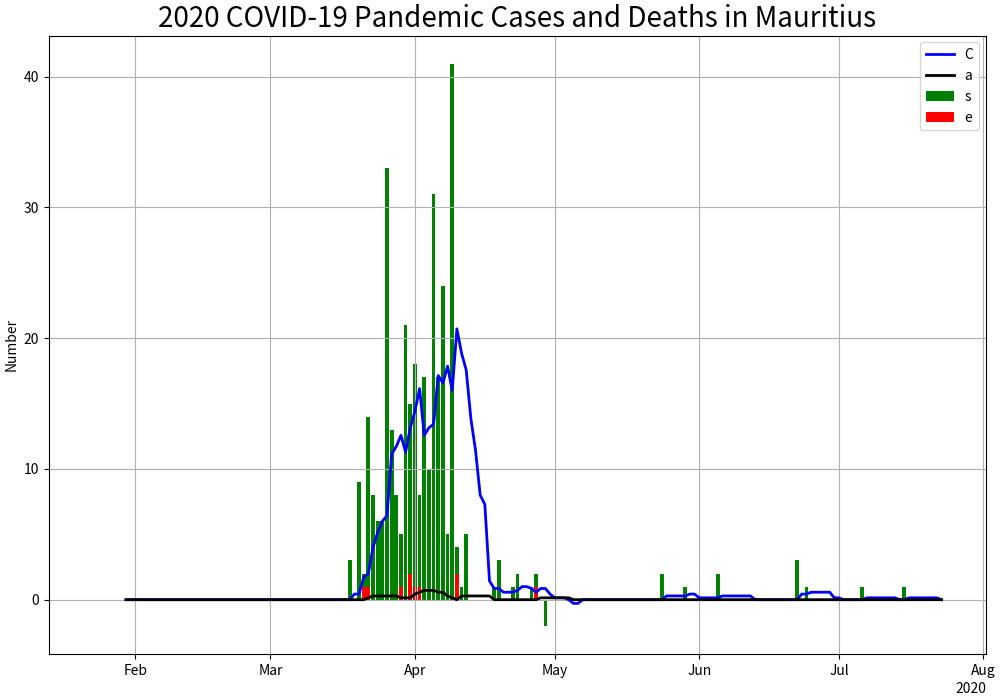 2020 COVID-19 Pandemic Cases and Deaths in Mauritius
C
a
s
e
Number
40
30
20
10
0
Feb Mar Apr May Jun Jul Aug
2020